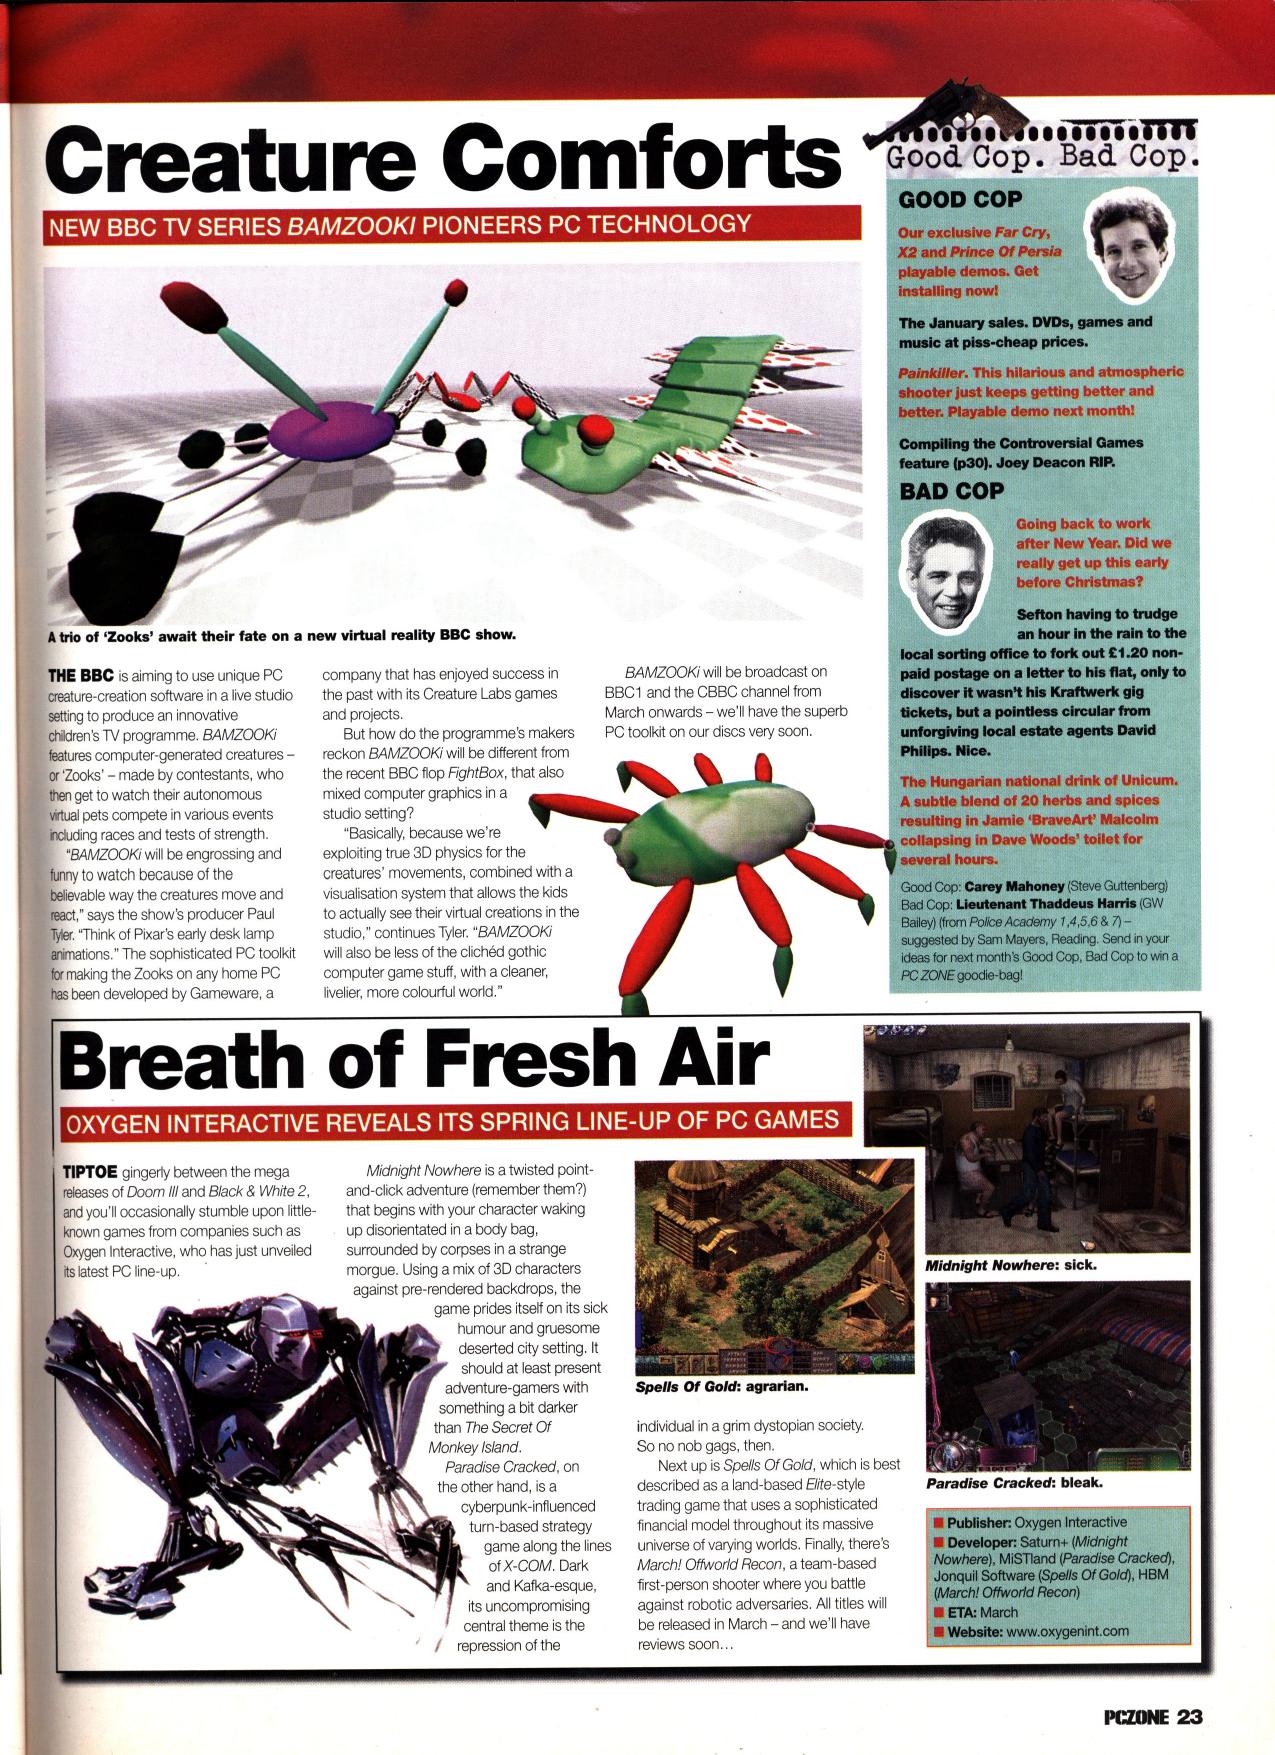 Creature Comforts
NEW BBC TV SERIES BAMZOOKI PIONEERS PC TECHNOLOGY
A trio of ‘Zooks’ await their fate on a new virtual reality BBC show.
THE BBC is aiming to use unique PC
creature-creation software in a live studio
setting to produce an innovative
children's TV programme. BAMZOOKi
features computer-generated creatures –
or ‘Zooks’ – made by contestants, who
then get to watch their autonomous
virtual pets compete in various events
including races and tests of strength.
“BAMZOOKi will be engrossing and
funny to watch because of the
believable way the creatures move and
react,” says the show's producer Paul
Tyler. “Think of Pixar's early desk lamp
animations.” The sophisticated PC toolkit
for making the Zooks on any home PC
has been developed by Gameware, a
company that has enjoyed success in
the past with its Creature Labs games
and projects.
But how do the programme's makers
reckon BAMZOOKi will be different from
the recent BBC flop FightBox, that also
mixed computer graphics in a
studio setting?
“Basically, because we're
exploiting true 3D physics for the
creatures' movements, combined with a
visualisation system that allows the kids
to actually see their virtual creations in the
studio,” continues Tyler. “BAMZOOKi
will also be less of the clichéd gothic
computer game stuff, with a cleaner,
livelier, more colourful world.”
BAMZOOKi will be broadcast on
BBC1 and the CBBC channel from
March onwards – we'll have the superb
PC toolkit on our discs very soon.
Good Cop. Bad Cop.
GOOD COP
Our exclusive Far Cry,
X2 and Prince Of Persia
playable demos. Get
installing now!
The January sales. DVDs, games and
music at piss-cheap prices.
Painkiller. This hilarious and atmospheric
shooter just keeps getting better and
better. Playable demo next month!
Compiling the Controversial Games
feature (p30). Joey Deacon RIP.
BAD COP
Going back to work
after New Year. Did we
really get up this early
before Christmas?
Sefton having to trudge
an hour in the rain to the
local sorting office to fork out £1.20 non-
paid postage on a letter to his flat, only to
discover it wasn't his Kraftwerk gig
tickets, but a pointless circular from
unforgiving local estate agents David
Philips. Nice.
The Hungarian national drink of Unicum.
A subtle blend of 20 herbs and spices
resulting in Jamie ‘BraveArt’ Malcolm
collapsing in Dave Woods' toilet for
several hours.
Good Cop: Carey Mahoney (Steve Guttenberg)
Bad Cop: Lieutenant Thaddeus Harris (GW
Bailey) (from Police Academy 1,4,5,6 & 7) –
suggested by Sam Mayers, Reading. Send in your
ideas for next month's Good Cop, Bad Cop to win a
PC ZONE goodie-bag!
Breath of Fresh Air
OXYGEN INTERACTIVE REVEALS ITS SPRING LINE-UP OF PC GAMES
TIPTOE gingerly between the mega
releases of Doom III and Black & White 2,
and you'll occasionally stumble upon little-
known games from companies such as
Oxygen Interactive, who has just unveiled
its latest PC line-up.
Midnight Nowhere is a twisted point-
and-click adventure (remember them?)
that begins with your character waking
up disorientated in a body bag,
surrounded by corpses in a strange
morgue. Using a mix of 3D characters
against pre-rendered backdrops, the
game prides itself on its sick
humour and gruesome
deserted city setting. It
should at least present
adventure-gamers with
something a bit darker
than The Secret Of
Monkey Island.
Paradise Cracked, on
the other hand, is a
cyberpunk-influenced
turn-based strategy
game along the lines
of X-COM. Dark
and Kafka-esque,
its uncompromising
central theme is the
repression of the
Spells Of Gold: agrarian.
individual in a grim dystopian society.
So no nob gags, then.
Next up is Spells Of Gold, which is best
described as a land-based Elite-style
trading game that uses a sophisticated
financial model throughout its massive
universe of varying worlds. Finally, there's
March! Offworld Recon, a team-based
first-person shooter where you battle
against robotic adversaries. All titles will
be released in March – and we'll have
reviews soon…
Midnight Nowhere: sick.
Paradise Cracked: bleak.
Publisher: Oxygen Interactive
Developer: Saturn+ (Midnight
Nowhere), MiSTland (Paradise Cracked),
Jonquil Software (Spells Of Gold), HBM
(March! Offworld Recon)
ETA: March
Website: www.oxygenint.com
PCZONE 23